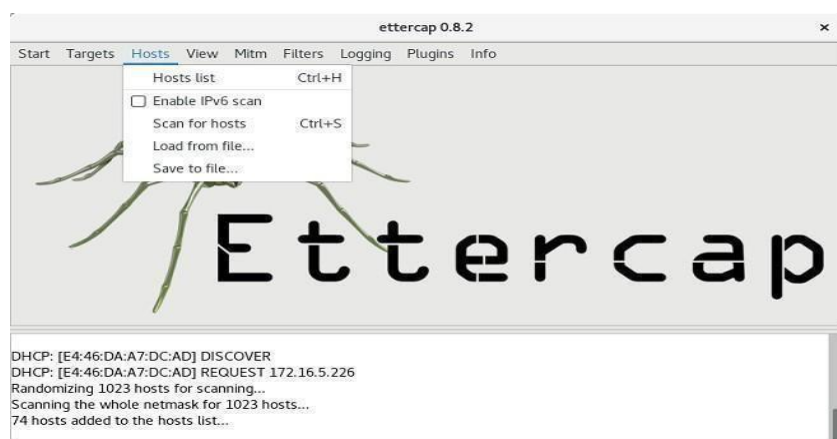 ettercap 0.8.2 ×
Start Targets Hosts View Mitm Filters Logging Plugins Info
Hosts list Ctrl+H
Enable IPv6 scan
Scan for hosts Ctrl+S
Load from file...
Save to file...
Ettercap
DHCP: [E4:46:DA:A7:DC:AD] DISCOVER
DHCP: [E4:46:DA:A7:DC:AD] REQUEST 172.16.5.226
Randomizing 1023 hosts for scanning...
Scanning the whole netmask for 1023 hosts...
74 hosts added to the hosts list...